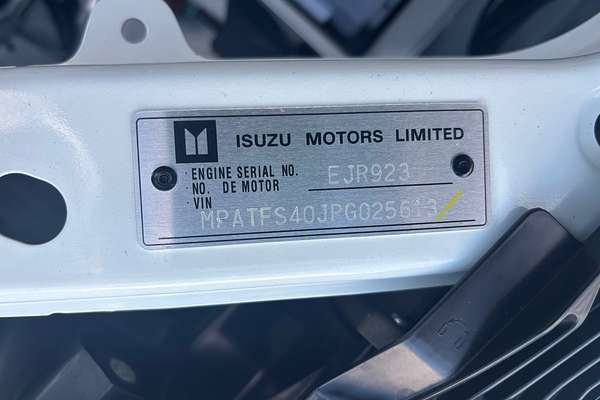 ISUZU MOTORS LIMITED
ENGINE SERIAL NO. EJR923
NO. DE MOTOR
VIN MPATFS40JPG025613